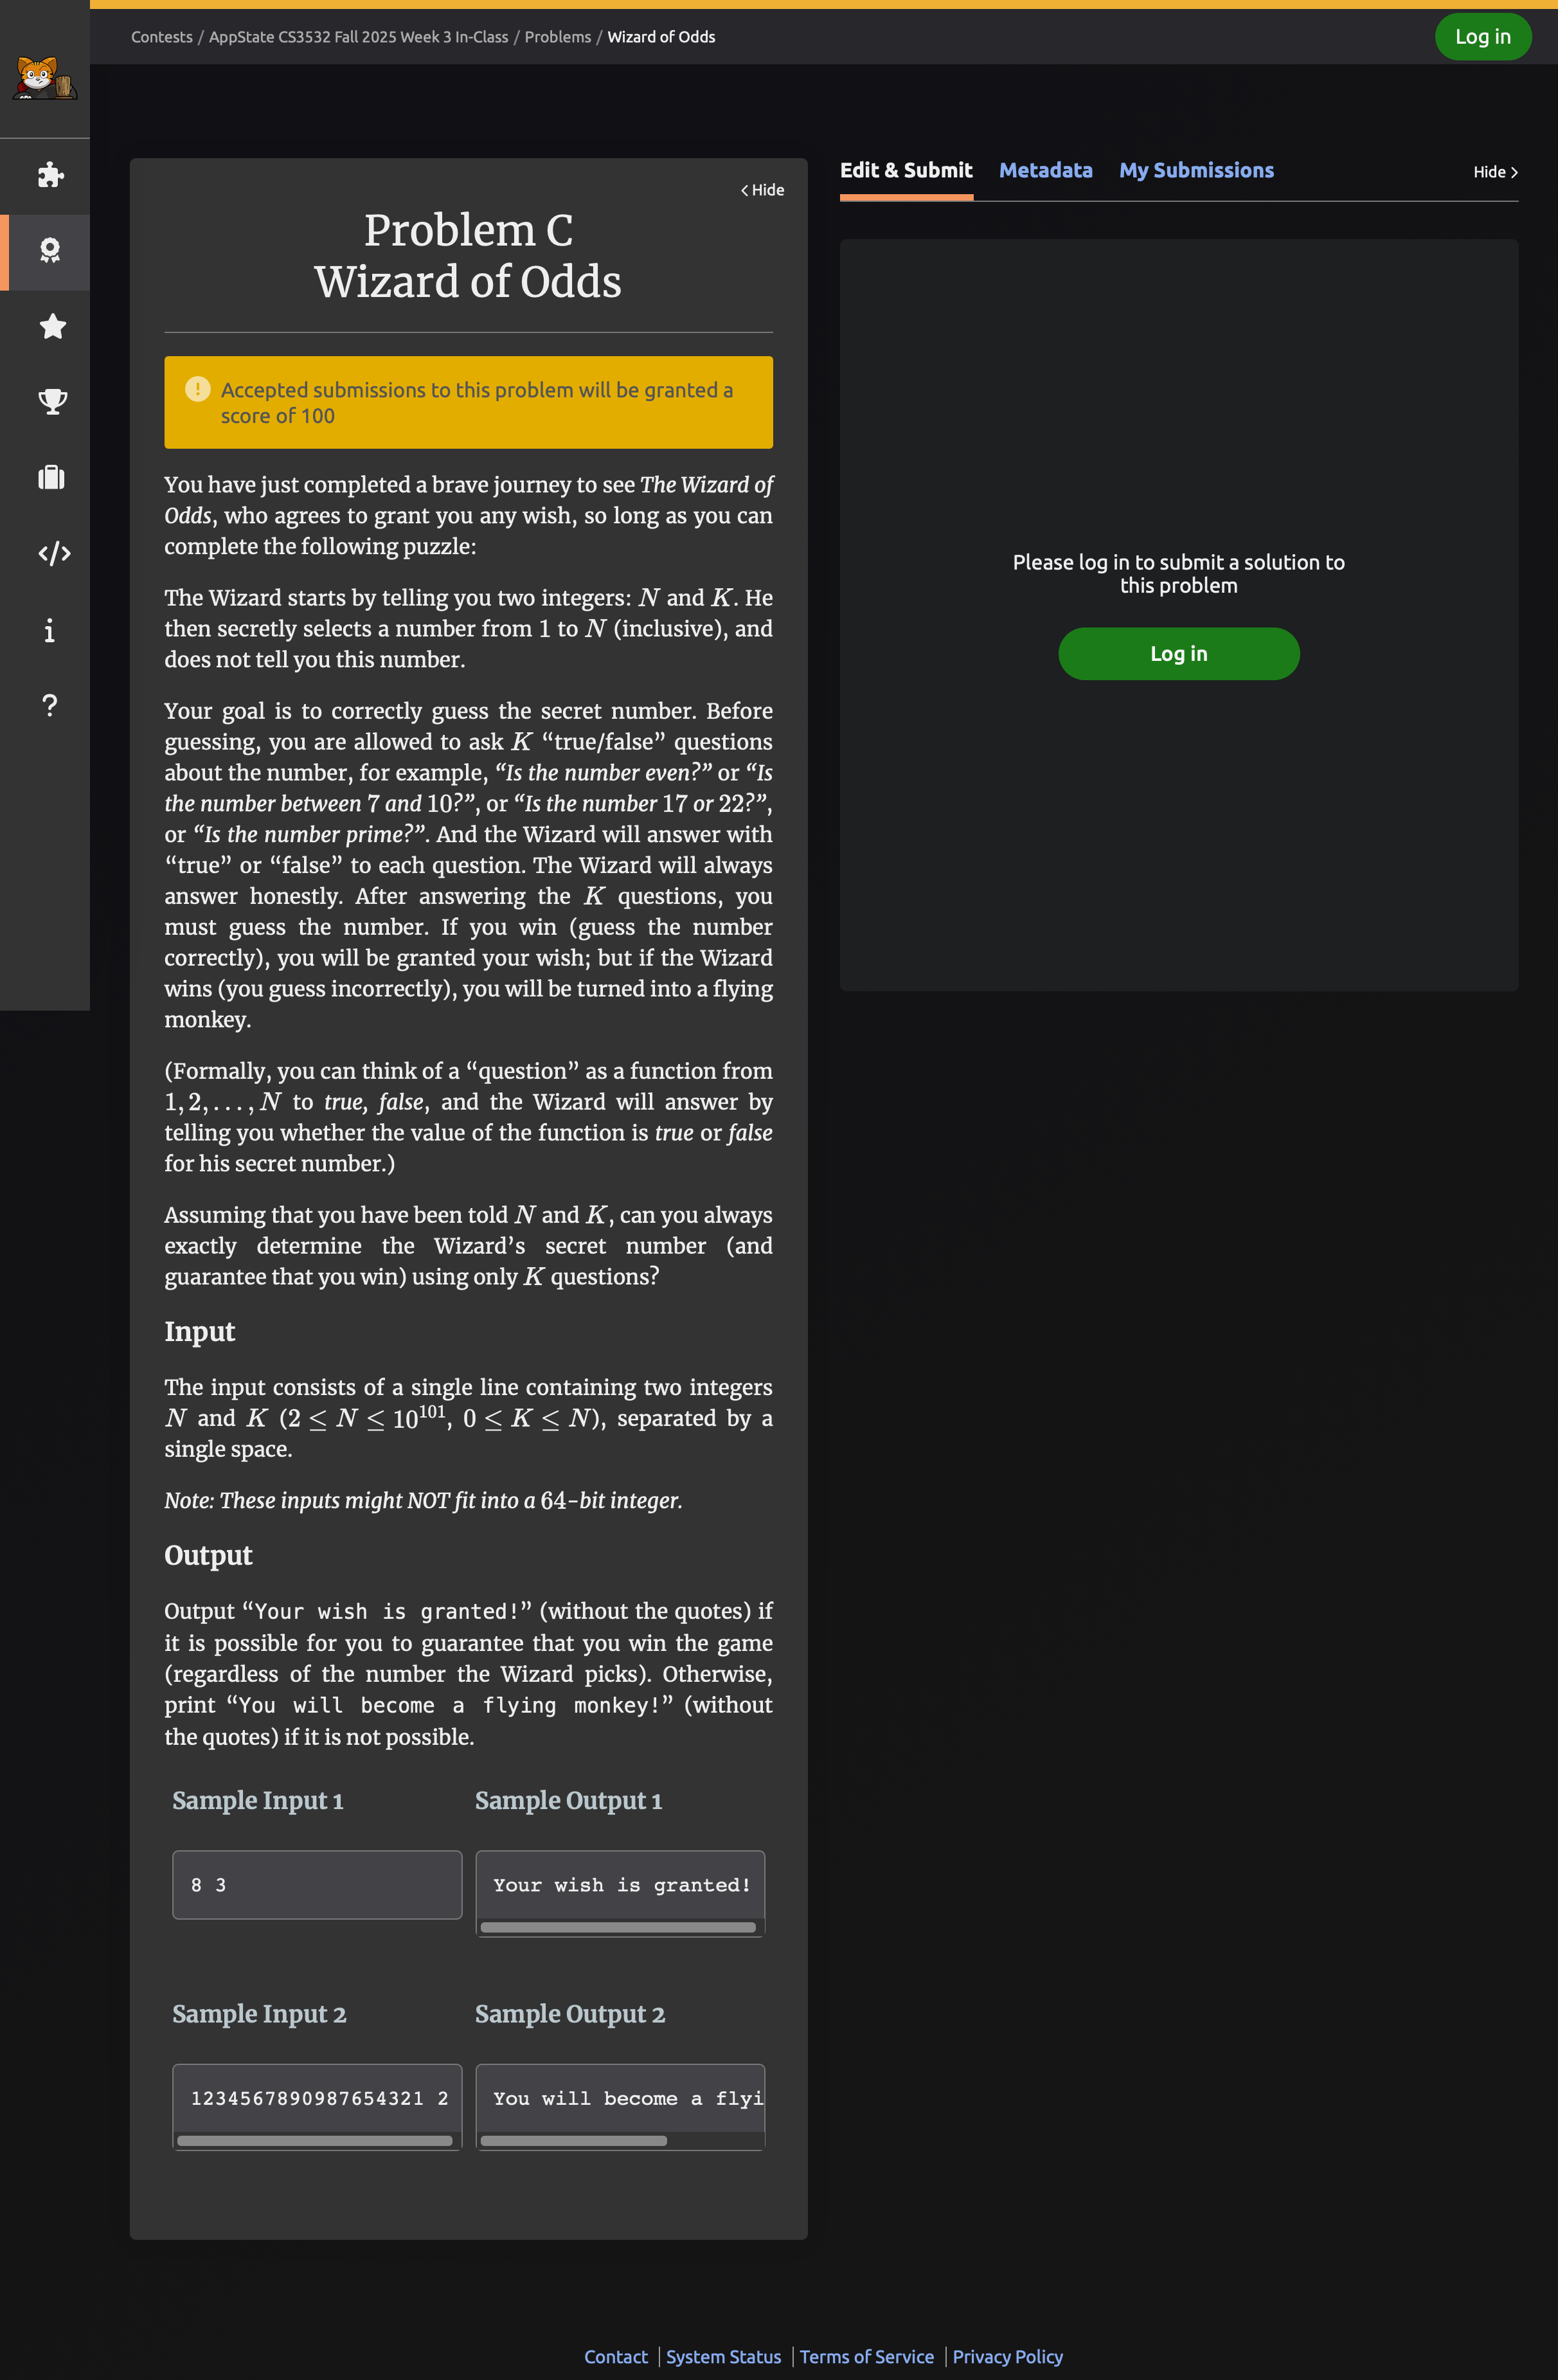 Contests / AppState CS3532 Fall 2025 Week 3 In-Class / Problems / Wizard of Odds
Log in
Hide
Problem C
Wizard of Odds
Accepted submissions to this problem will be granted a
score of 100
You have just completed a brave journey to see The Wizard of
Odds, who agrees to grant you any wish, so long as you can
complete the following puzzle:
The Wizard starts by telling you two integers: N and K. He
then secretly selects a number from 1 to N (inclusive), and
does not tell you this number.
Your goal is to correctly guess the secret number. Before
guessing, you are allowed to ask K “true/false” questions
about the number, for example, “Is the number even?” or “Is
the number between 7 and 10?”, or “Is the number 17 or 22?”,
or “Is the number prime?”. And the Wizard will answer with
“true” or “false” to each question. The Wizard will always
answer honestly. After answering the K questions, you
must guess the number. If you win (guess the number
correctly), you will be granted your wish; but if the Wizard
wins (you guess incorrectly), you will be turned into a flying
monkey.
(Formally, you can think of a “question” as a function from
1, 2, . . . , N to true, false, and the Wizard will answer by
telling you whether the value of the function is true or false
for his secret number.)
Assuming that you have been told N and K, can you always
exactly determine the Wizard’s secret number (and
guarantee that you win) using only K questions?
Input
The input consists of a single line containing two integers
N and K (2 ≤ N ≤ 10^101, 0 ≤ K ≤ N), separated by a
single space.
Note: These inputs might NOT fit into a 64-bit integer.
Output
Output “Your wish is granted!” (without the quotes) if
it is possible for you to guarantee that you win the game
(regardless of the number the Wizard picks). Otherwise,
print “You will become a flying monkey!” (without
the quotes) if it is not possible.
Sample Input 1
Sample Output 1
8 3
Your wish is granted!
Sample Input 2
Sample Output 2
1234567890987654321 2
You will become a flyi
Edit & Submit
Metadata
My Submissions
Hide
Please log in to submit a solution to
this problem
Log in
Contact
System Status
Terms of Service
Privacy Policy